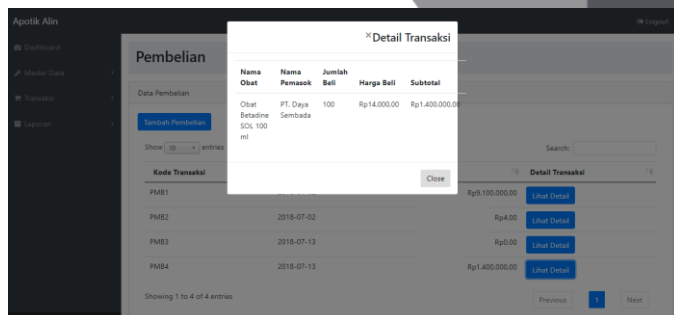 Apotik Alin
Logout
Dashboard
Master Data
Transaksi
Laporan
Pembelian
Data Pembelian
Tambah Pembelian
Show 10 entries
Search:
Kode Transaksi
Detail Transaksi
PMB1 Rp9.100.000,00 Lihat Detail
PMB2 2018-07-02 Rp4,00 Lihat Detail
PMB3 2018-07-13 Rp0,00 Lihat Detail
PMB4 2018-07-13 Rp1.400.000,00 Lihat Detail
Showing 1 to 4 of 4 entries
Previous 1 Next
×Detail Transaksi
Nama Nama Jumlah
Obat Pemasok Beli Harga Beli Subtotal
Obat PT. Daya 100 Rp14.000,00 Rp1.400.000,00
Betadine Sembada
SOL 100
ml
Close